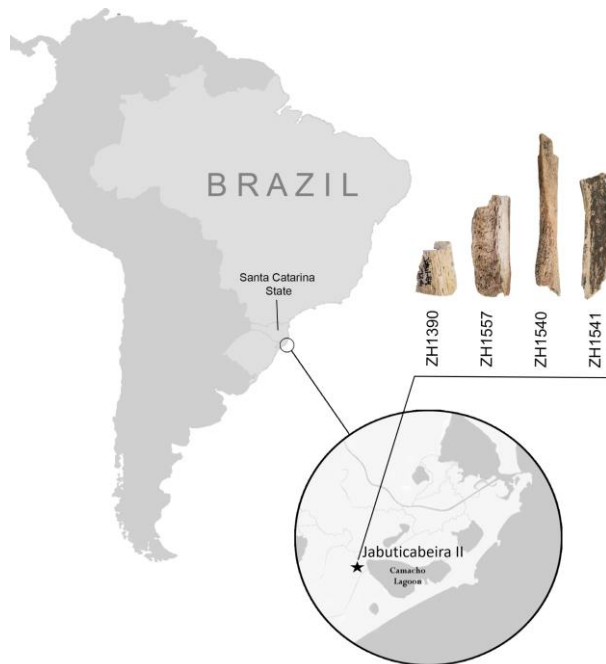 BRAZIL
Santa Catarina
State
ZH1390
ZH1557
ZH1540
ZH1541
Jabuticabeira II
Camacho
Lagoon